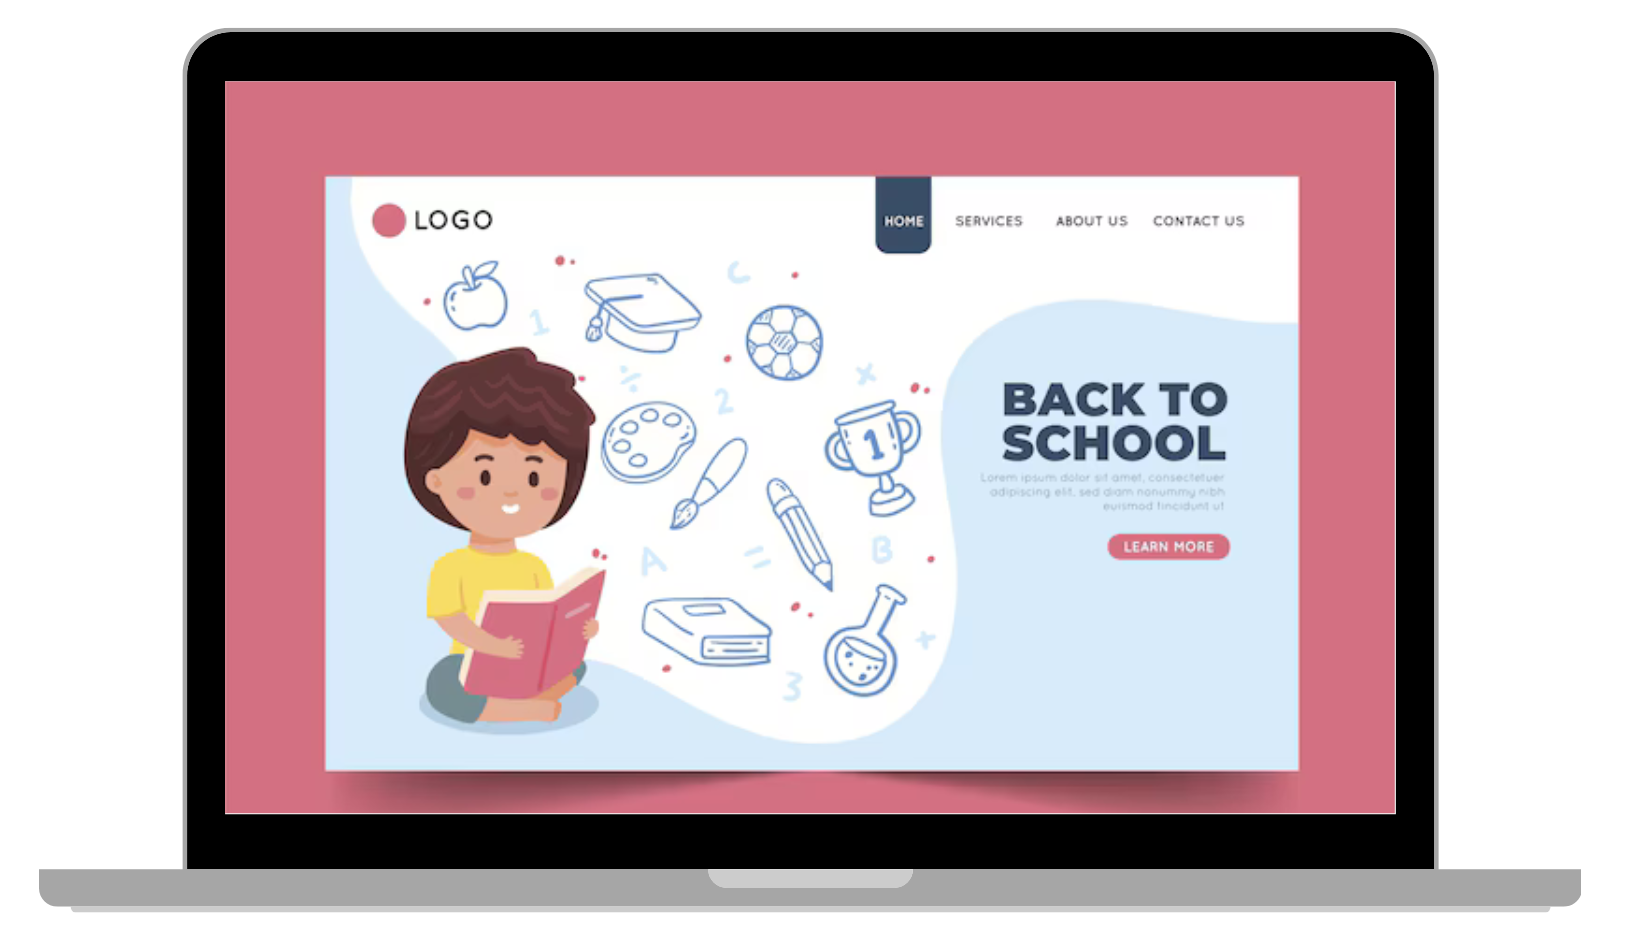 LOGO
HOME SERVICES ABOUT US CONTACT US
C
1
×
÷
2
1
BACK TO
SCHOOL
Lorem ipsum dolor sit amet, consectetuer
adipiscing elit, sed diam nonummy nibh
euismod tincidunt ut
LEARN MORE
A = B
+
3